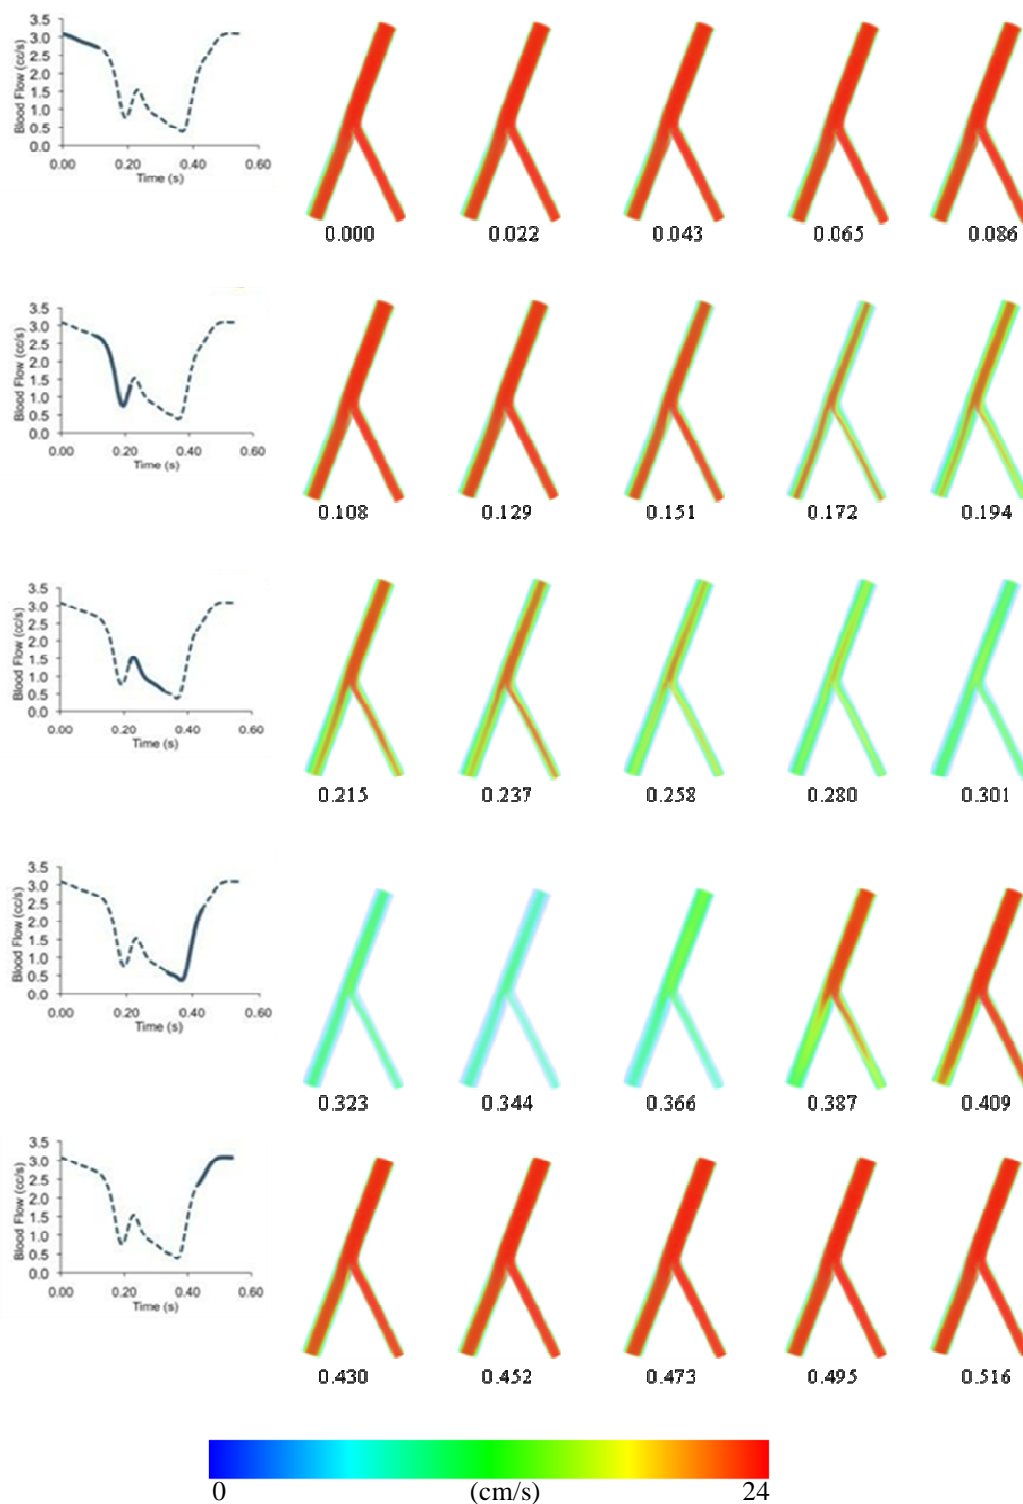 3.5
3.0
2.5
2.0
1.5
1.0
0.5
0.0
Blood Flow (cc/s)
0.00 0.20 0.40 0.60
Time (s)
0.000 0.022 0.043 0.065 0.086
3.5
3.0
2.5
2.0
1.5
1.0
0.5
0.0
Blood Flow (cc/s)
0.00 0.20 0.40 0.60
Time (s)
0.108 0.129 0.151 0.172 0.194
3.5
3.0
2.5
2.0
1.5
1.0
0.5
0.0
Blood Flow (cc/s)
0.00 0.20 0.40 0.60
Time (s)
0.215 0.237 0.258 0.280 0.301
3.5
3.0
2.5
2.0
1.5
1.0
0.5
0.0
Blood Flow (cc/s)
0.00 0.20 0.40 0.60
Time (s)
0.323 0.344 0.366 0.387 0.409
3.5
3.0
2.5
2.0
1.5
1.0
0.5
0.0
Blood Flow (cc/s)
0.00 0.20 0.40 0.60
Time (s)
0.430 0.452 0.473 0.495 0.516
0 (cm/s) 24